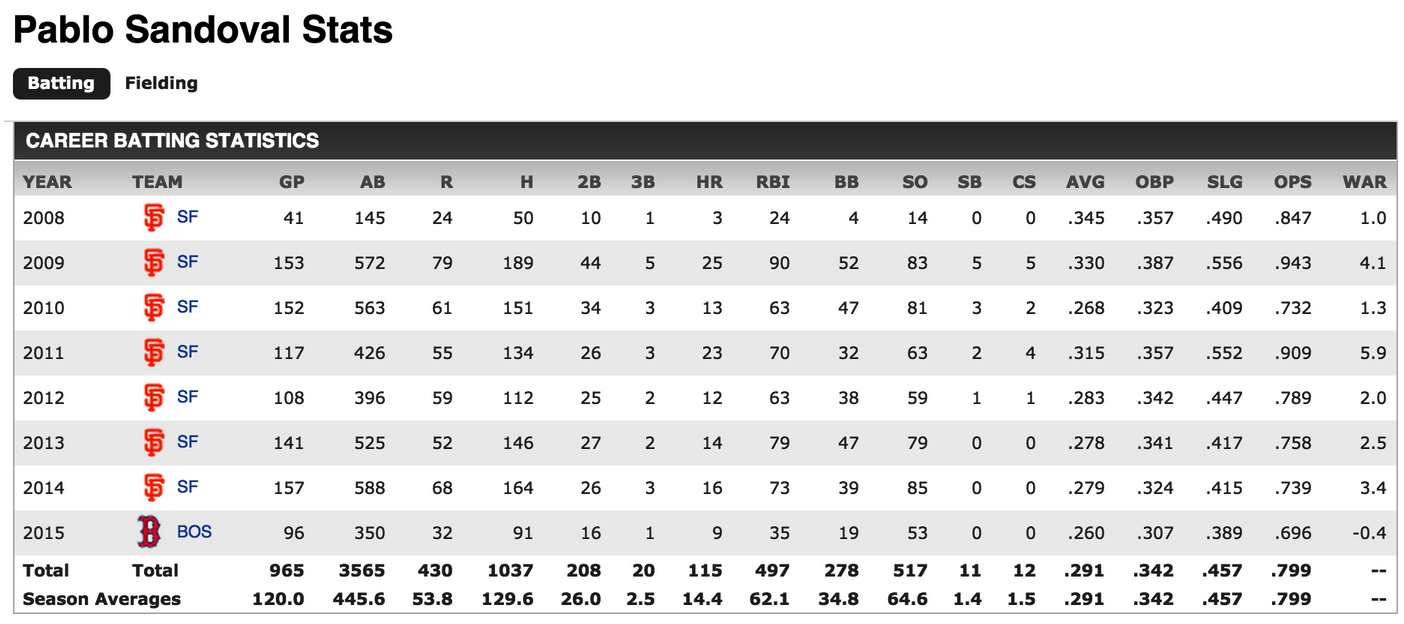 Pablo Sandoval Stats
Batting Fielding
CAREER BATTING STATISTICS
YEAR TEAM GP AB R H 2B 3B HR RBI BB SO SB CS AVG OBP SLG OPS WAR
2008 SF 41 145 24 50 10 1 3 24 4 14 0 0 .345 .357 .490 .847 1.0
2009 SF 153 572 79 189 44 5 25 90 52 83 5 5 .330 .387 .556 .943 4.1
2010 SF 152 563 61 151 34 3 13 63 47 81 3 2 .268 .323 .409 .732 1.3
2011 SF 117 426 55 134 26 3 23 70 32 63 2 4 .315 .357 .552 .909 5.9
2012 SF 108 396 59 112 25 2 12 63 38 59 1 1 .283 .342 .447 .789 2.0
2013 SF 141 525 52 146 27 2 14 79 47 79 0 0 .278 .341 .417 .758 2.5
2014 SF 157 588 68 164 26 3 16 73 39 85 0 0 .279 .324 .415 .739 3.4
2015 B BOS 96 350 32 91 16 1 9 35 19 53 0 0 .260 .307 .389 .696 -0.4
Total Total 965 3565 430 1037 208 20 115 497 278 517 11 12 .291 .342 .457 .799 --
Season Averages 120.0 445.6 53.8 129.6 26.0 2.5 14.4 62.1 34.8 64.6 1.4 1.5 .291 .342 .457 .799 --